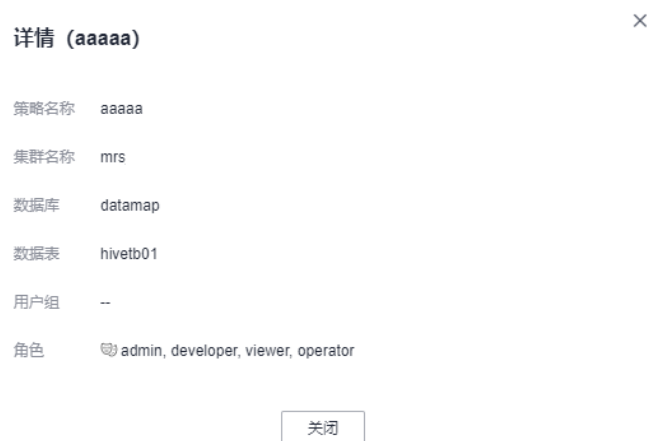 详情（aaaaa）
策略名称 aaaaa
集群名称 mrs
数据库 datamap
数据表 hivetb01
用户组 --
角色 admin, developer, viewer, operator
关闭